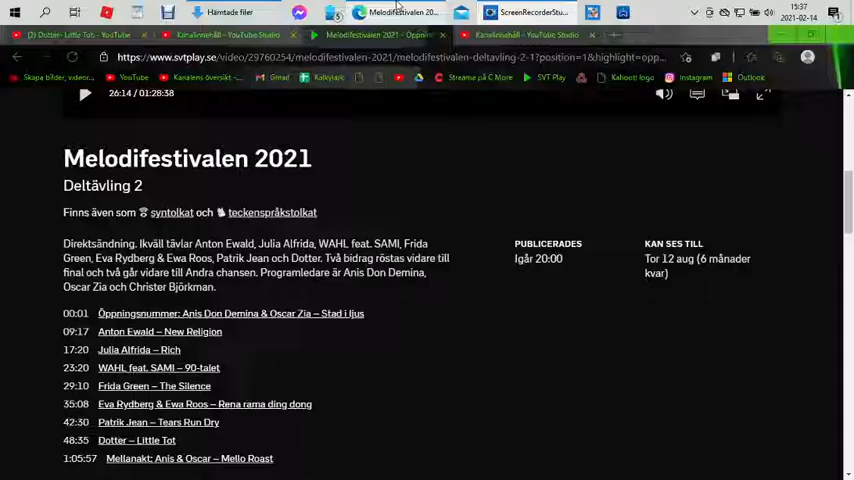 Hämtade filer
5
Melodifestivalen 20...
ScreenRecorderStu...
15:37
2021-02-14
(2) Dotter- Little Tot - YouTube
Kanalinnehåll - YouTube Studio
Melodifestivalen 2021 - Öppnin
Kanalinnehåll - YouTube Studio
https://www.svtplay.se/video/29760254/melodifestivalen-2021/melodifestivalen-deltavling-2-1?position=1&highlight=opp...
Skapa bilder, videor...
YouTube
Kanalens översikt -...
Gmail
Kalkylark
Streama på C More
SVT Play
Kahoot! logo
Instagram
Outlook
26:14 / 01:28:38
Melodifestivalen 2021
Deltävling 2
Finns även som syntolkat och teckenspråkstolkat
Direktsändning. Ikväll tävlar Anton Ewald, Julia Alfrida, WAHL feat. SAMI, Frida
Green, Eva Rydberg & Ewa Roos, Patrik Jean och Dotter. Två bidrag röstas vidare till
final och två går vidare till Andra chansen. Programledare är Anis Don Demina,
Oscar Zia och Christer Björkman.
PUBLICERADES
Igår 20:00
KAN SES TILL
Tor 12 aug (6 månader
kvar)
00:01 Öppningsnummer: Anis Don Demina & Oscar Zia – Stad i ljus
09:17 Anton Ewald – New Religion
17:20 Julia Alfrida – Rich
23:20 WAHL feat. SAMI – 90-talet
29:10 Frida Green – The Silence
35:08 Eva Rydberg & Ewa Roos – Rena rama ding dong
42:30 Patrik Jean – Tears Run Dry
48:35 Dotter – Little Tot
1:05:57 Mellanakt: Anis & Oscar – Mello Roast